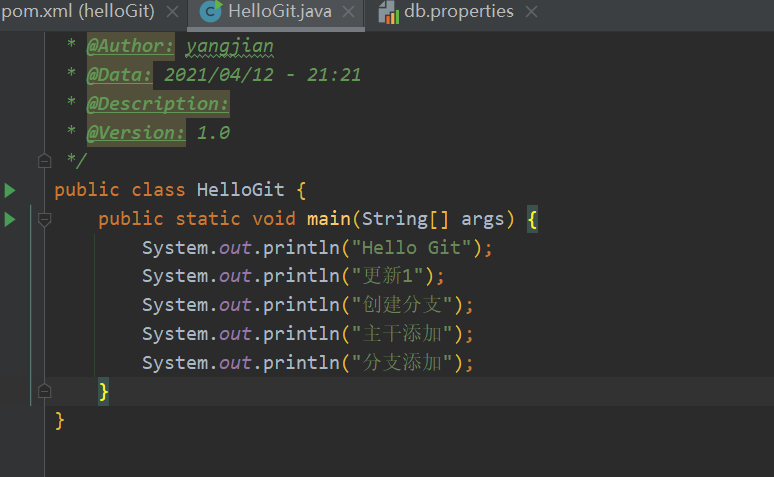 pom.xml (helloGit) HelloGit.java db.properties
* @Author: yangjian
* @Data: 2021/04/12 - 21:21
* @Description:
* @Version: 1.0
*/
public class HelloGit {
public static void main(String[] args) {
System.out.println("Hello Git");
System.out.println("更新1");
System.out.println("创建分支");
System.out.println("主干添加");
System.out.println("分支添加");
}
}